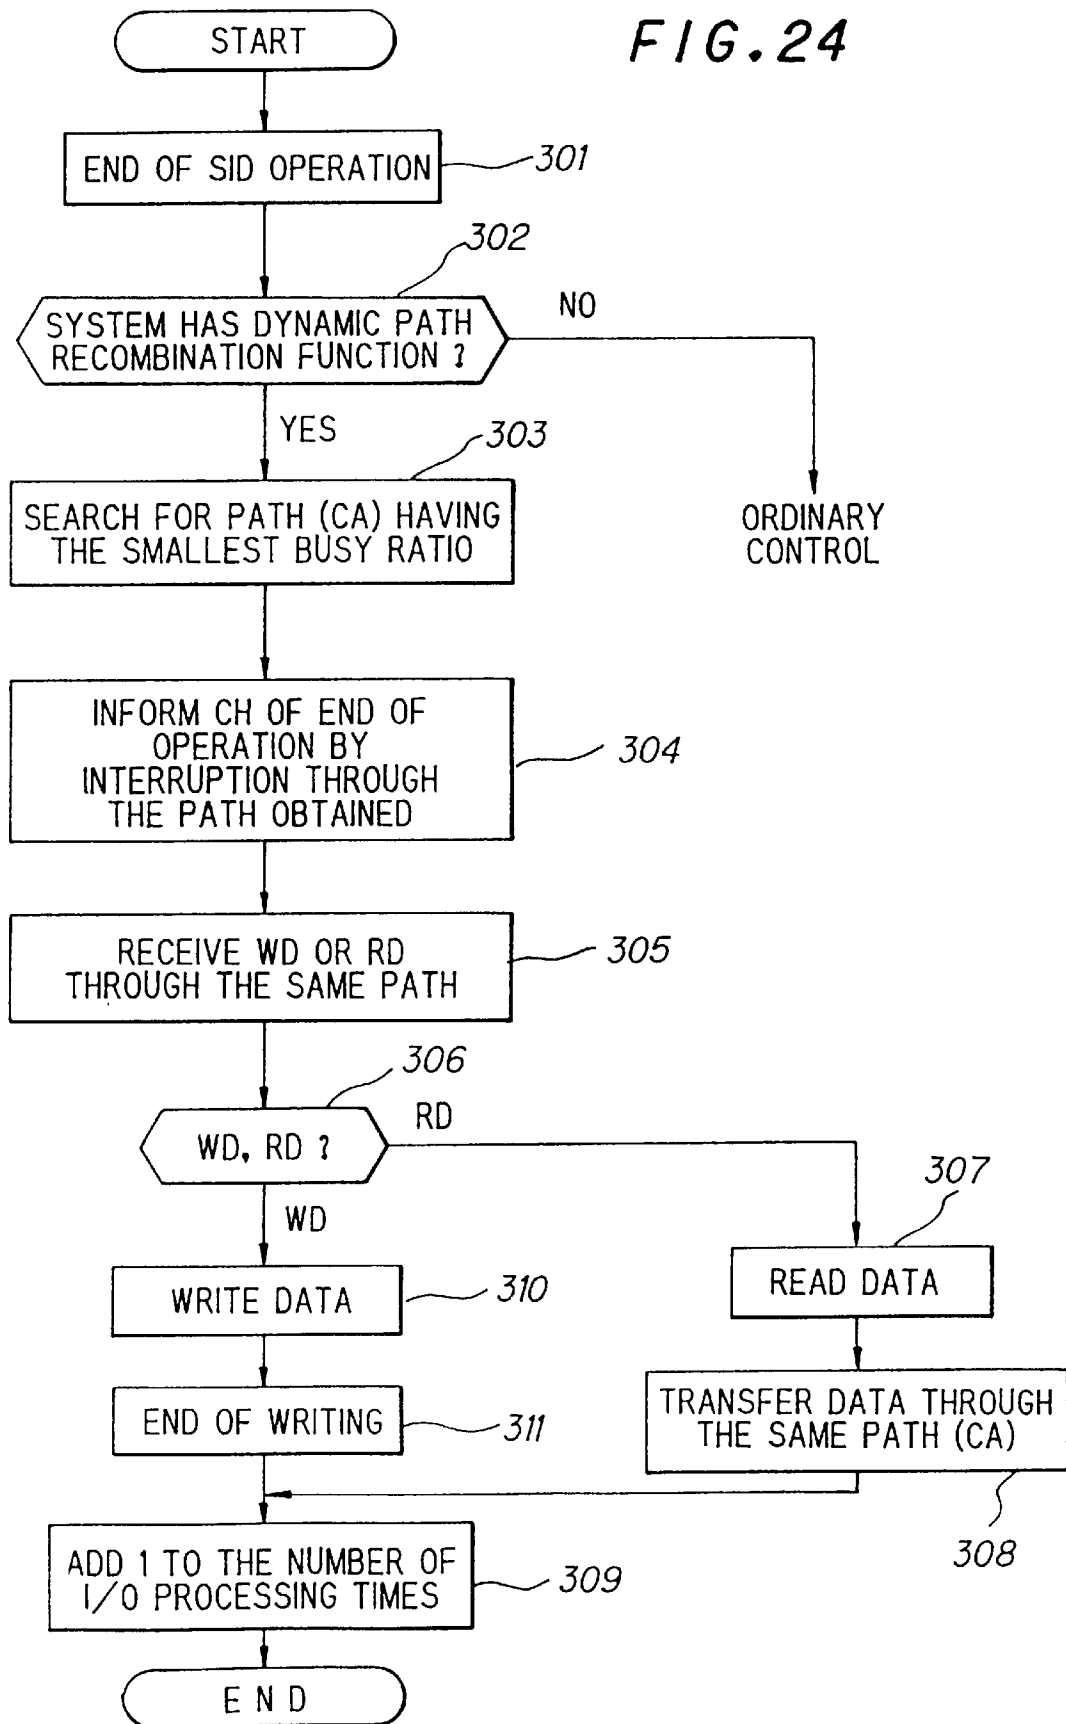 START
FIG.24
END OF SID OPERATION
301
302
SYSTEM HAS DYNAMIC PATH
RECOMBINATION FUNCTION ?
NO
YES
303
SEARCH FOR PATH (CA) HAVING
THE SMALLEST BUSY RATIO
ORDINARY
CONTROL
INFORM CH OF END OF
OPERATION BY
INTERRUPTION THROUGH
THE PATH OBTAINED
304
RECEIVE WD OR RD
THROUGH THE SAME PATH
305
306
WD, RD ?
RD
WD
307
READ DATA
WRITE DATA
310
TRANSFER DATA THROUGH
THE SAME PATH (CA)
308
END OF WRITING
311
ADD 1 TO THE NUMBER OF
I/O PROCESSING TIMES
309
END